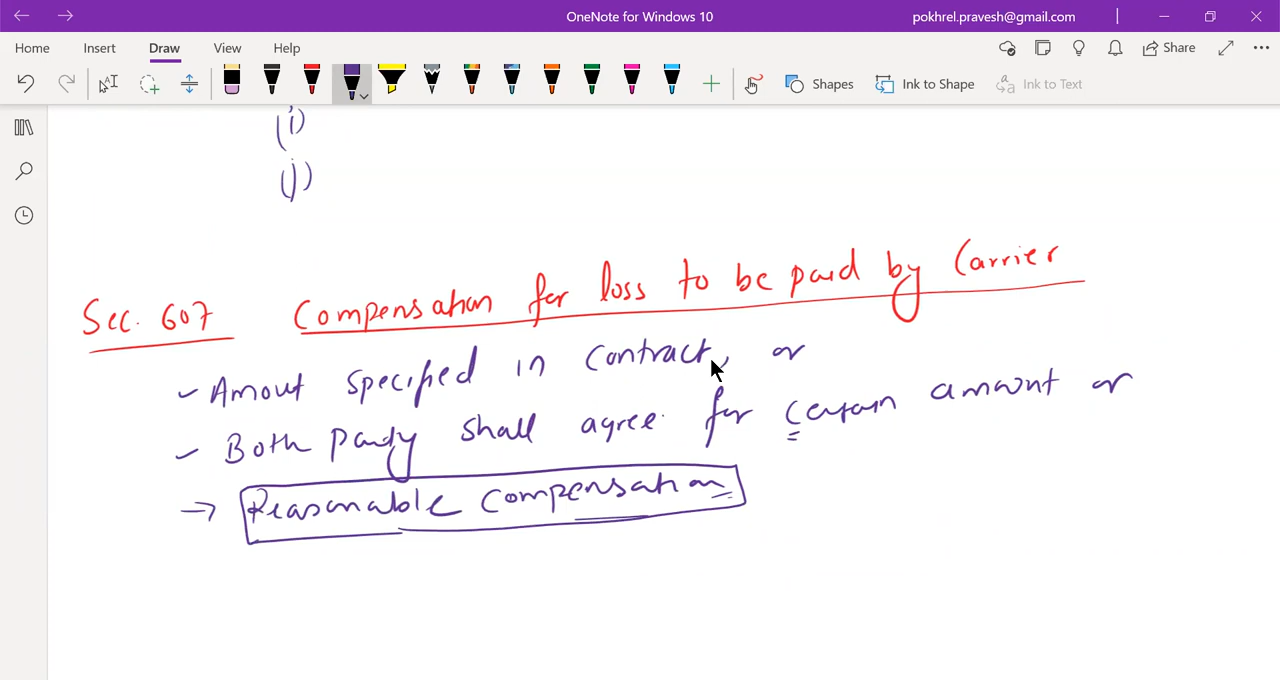 OneNote for Windows 10
pokhrel.pravesh@gmail.com
Home Insert Draw View Help
Share
Shapes Ink to Shape Ink to Text
(i)
(j)
Sec. 607 Compensation for loss to be paid by Carrier
Amout specified in contract, or
Both party shall agree for certain amount or
→ Reasonable compensation